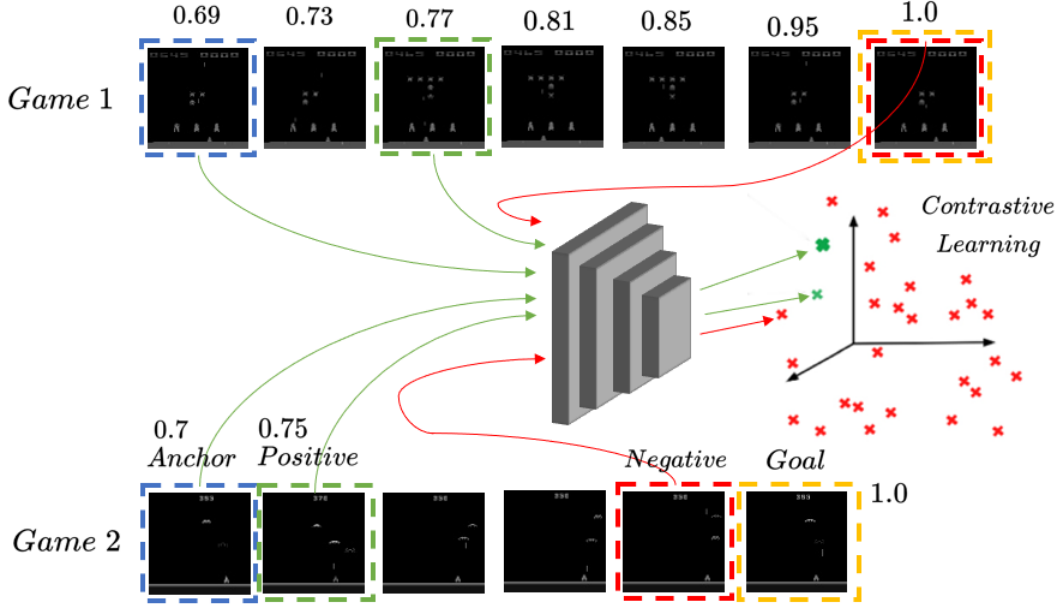 0.69 0.73 0.77 0.81 0.85 0.95 1.0
Game 1
Contrastive
Learning
0.7 0.75
Anchor Positive Negative Goal
1.0
Game 2